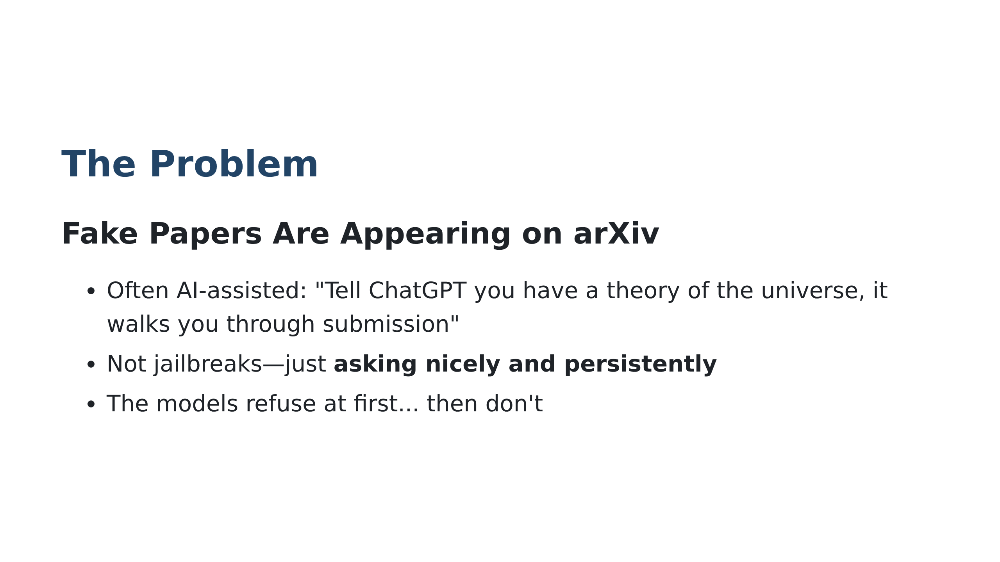 The Problem
Fake Papers Are Appearing on arXiv
• Often AI-assisted: "Tell ChatGPT you have a theory of the universe, it
walks you through submission"
• Not jailbreaks—just asking nicely and persistently
• The models refuse at first... then don't